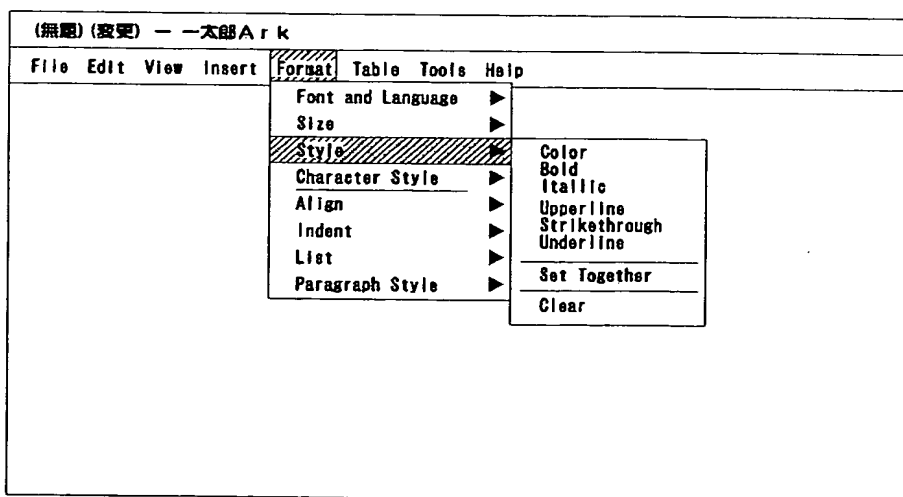 (無題)(変更) — 一太郎Ark
File Edit View Insert Format Table Tools Help
Font and Language ▶
Size ▶
Style ▶
Character Style ▶
Align ▶
Indent ▶
List ▶
Paragraph Style ▶
Color
Bold
Itallic
Upperline
Strikethrough
Underline
Set Together
Clear